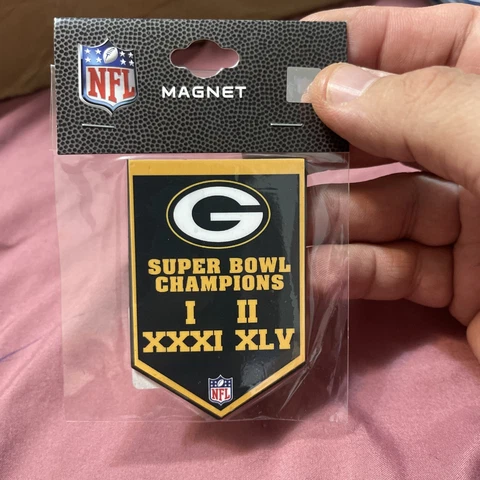 NFL
MAGNET
G
SUPER BOWL
CHAMPIONS
I II
XXXI XLV
NFL